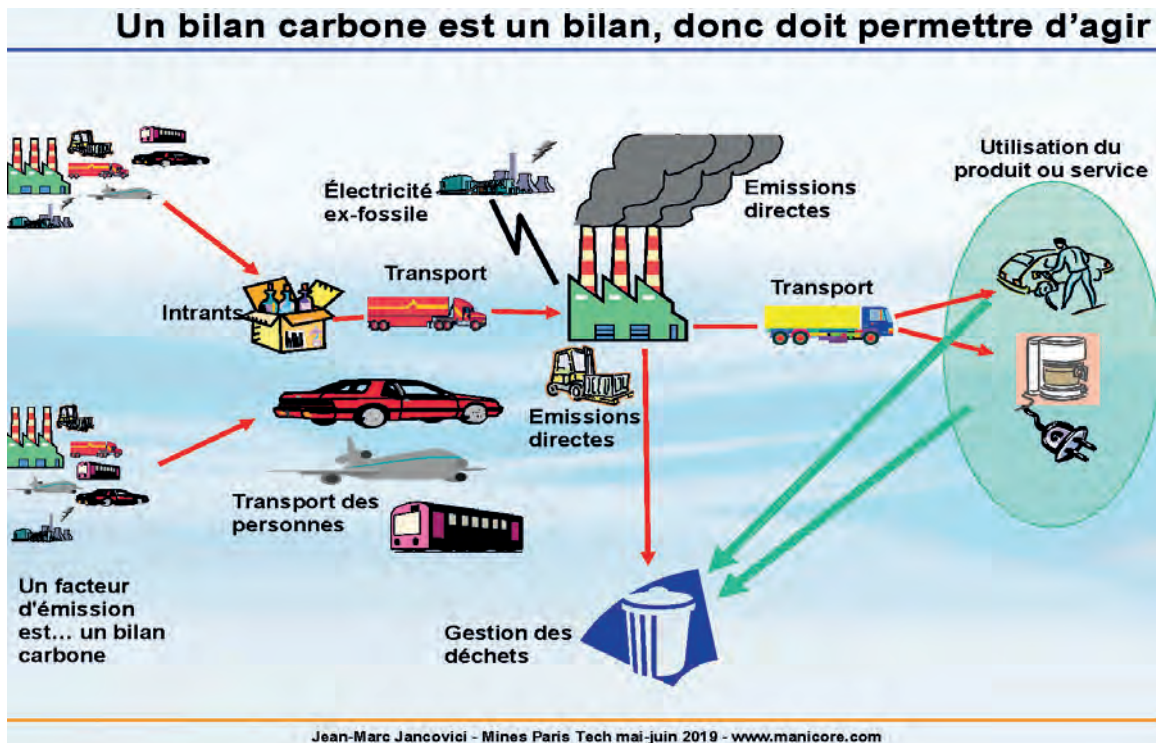 Un bilan carbone est un bilan, donc doit permettre d'agir
Utilisation du
produit ou service
Électricité
ex-fossile
Emissions
directes
Transport
Transport
Intrants
Emissions
directes
Transport des
personnes
Un facteur
d'émission
est... un bilan
carbone
Gestion des
déchets
Jean-Marc Jancovici - Mines Paris Tech mai-juin 2019 - www.manicore.com